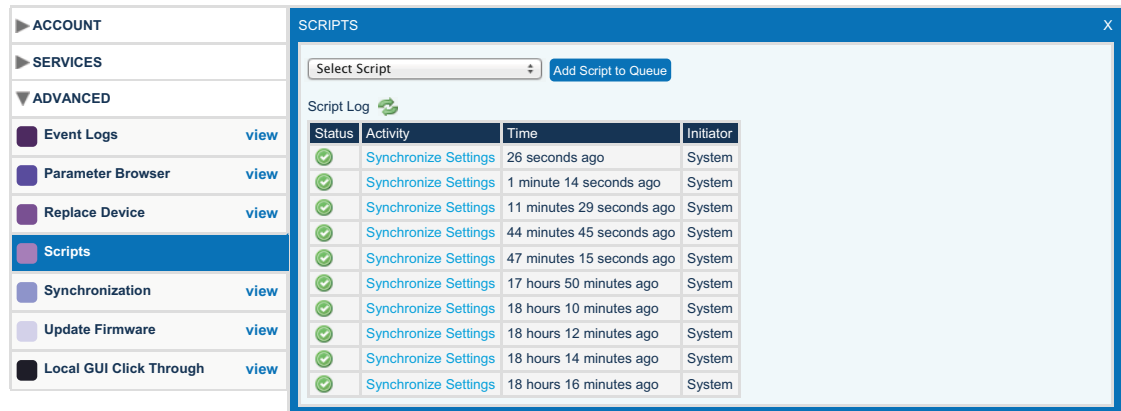 ACCOUNT
SERVICES
ADVANCED
Event Logs view
Parameter Browser view
Replace Device view
Scripts
Synchronization view
Update Firmware view
Local GUI Click Through view
SCRIPTS X
Select Script Add Script to Queue
Script Log
Status Activity Time Initiator
Synchronize Settings 26 seconds ago System
Synchronize Settings 1 minute 14 seconds ago System
Synchronize Settings 11 minutes 29 seconds ago System
Synchronize Settings 44 minutes 45 seconds ago System
Synchronize Settings 47 minutes 15 seconds ago System
Synchronize Settings 17 hours 50 minutes ago System
Synchronize Settings 18 hours 10 minutes ago System
Synchronize Settings 18 hours 12 minutes ago System
Synchronize Settings 18 hours 14 minutes ago System
Synchronize Settings 18 hours 16 minutes ago System